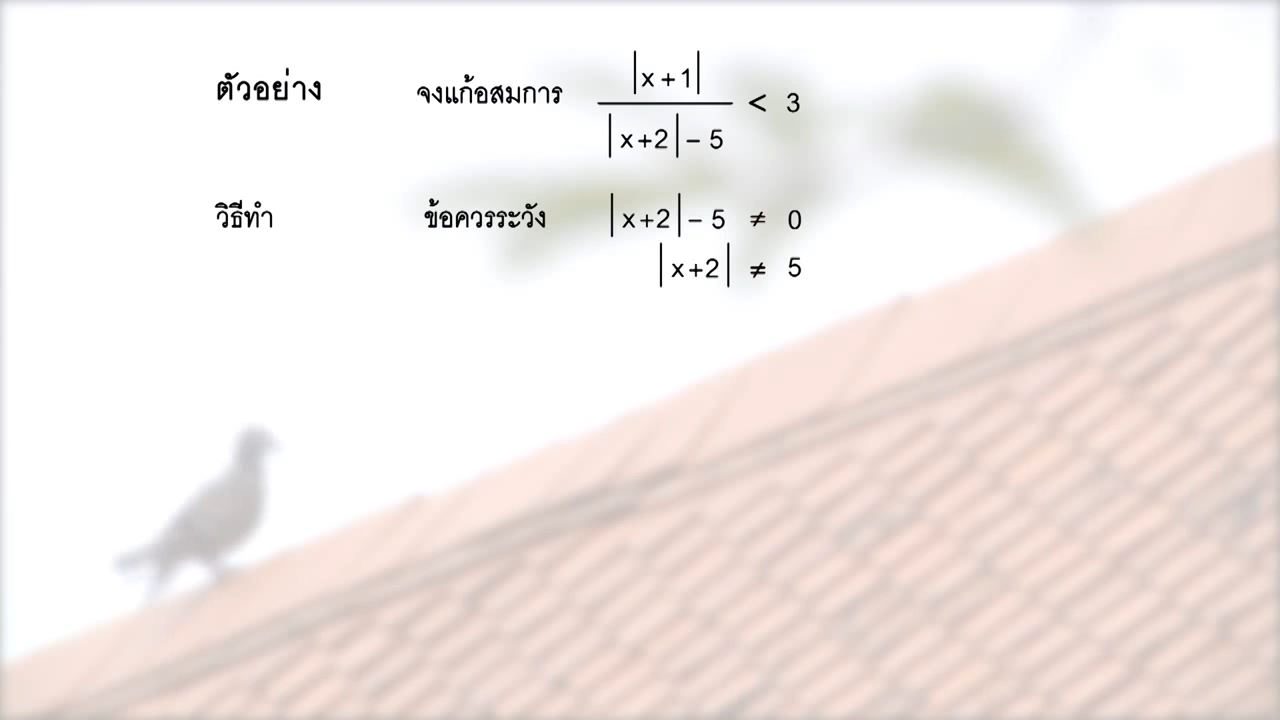 ตัวอย่าง จงแก้อสมการ |x+1| / |x+2| – 5 < 3
วิธีทำ ข้อควรระวัง |x+2| – 5 ≠ 0
|x+2| ≠ 5